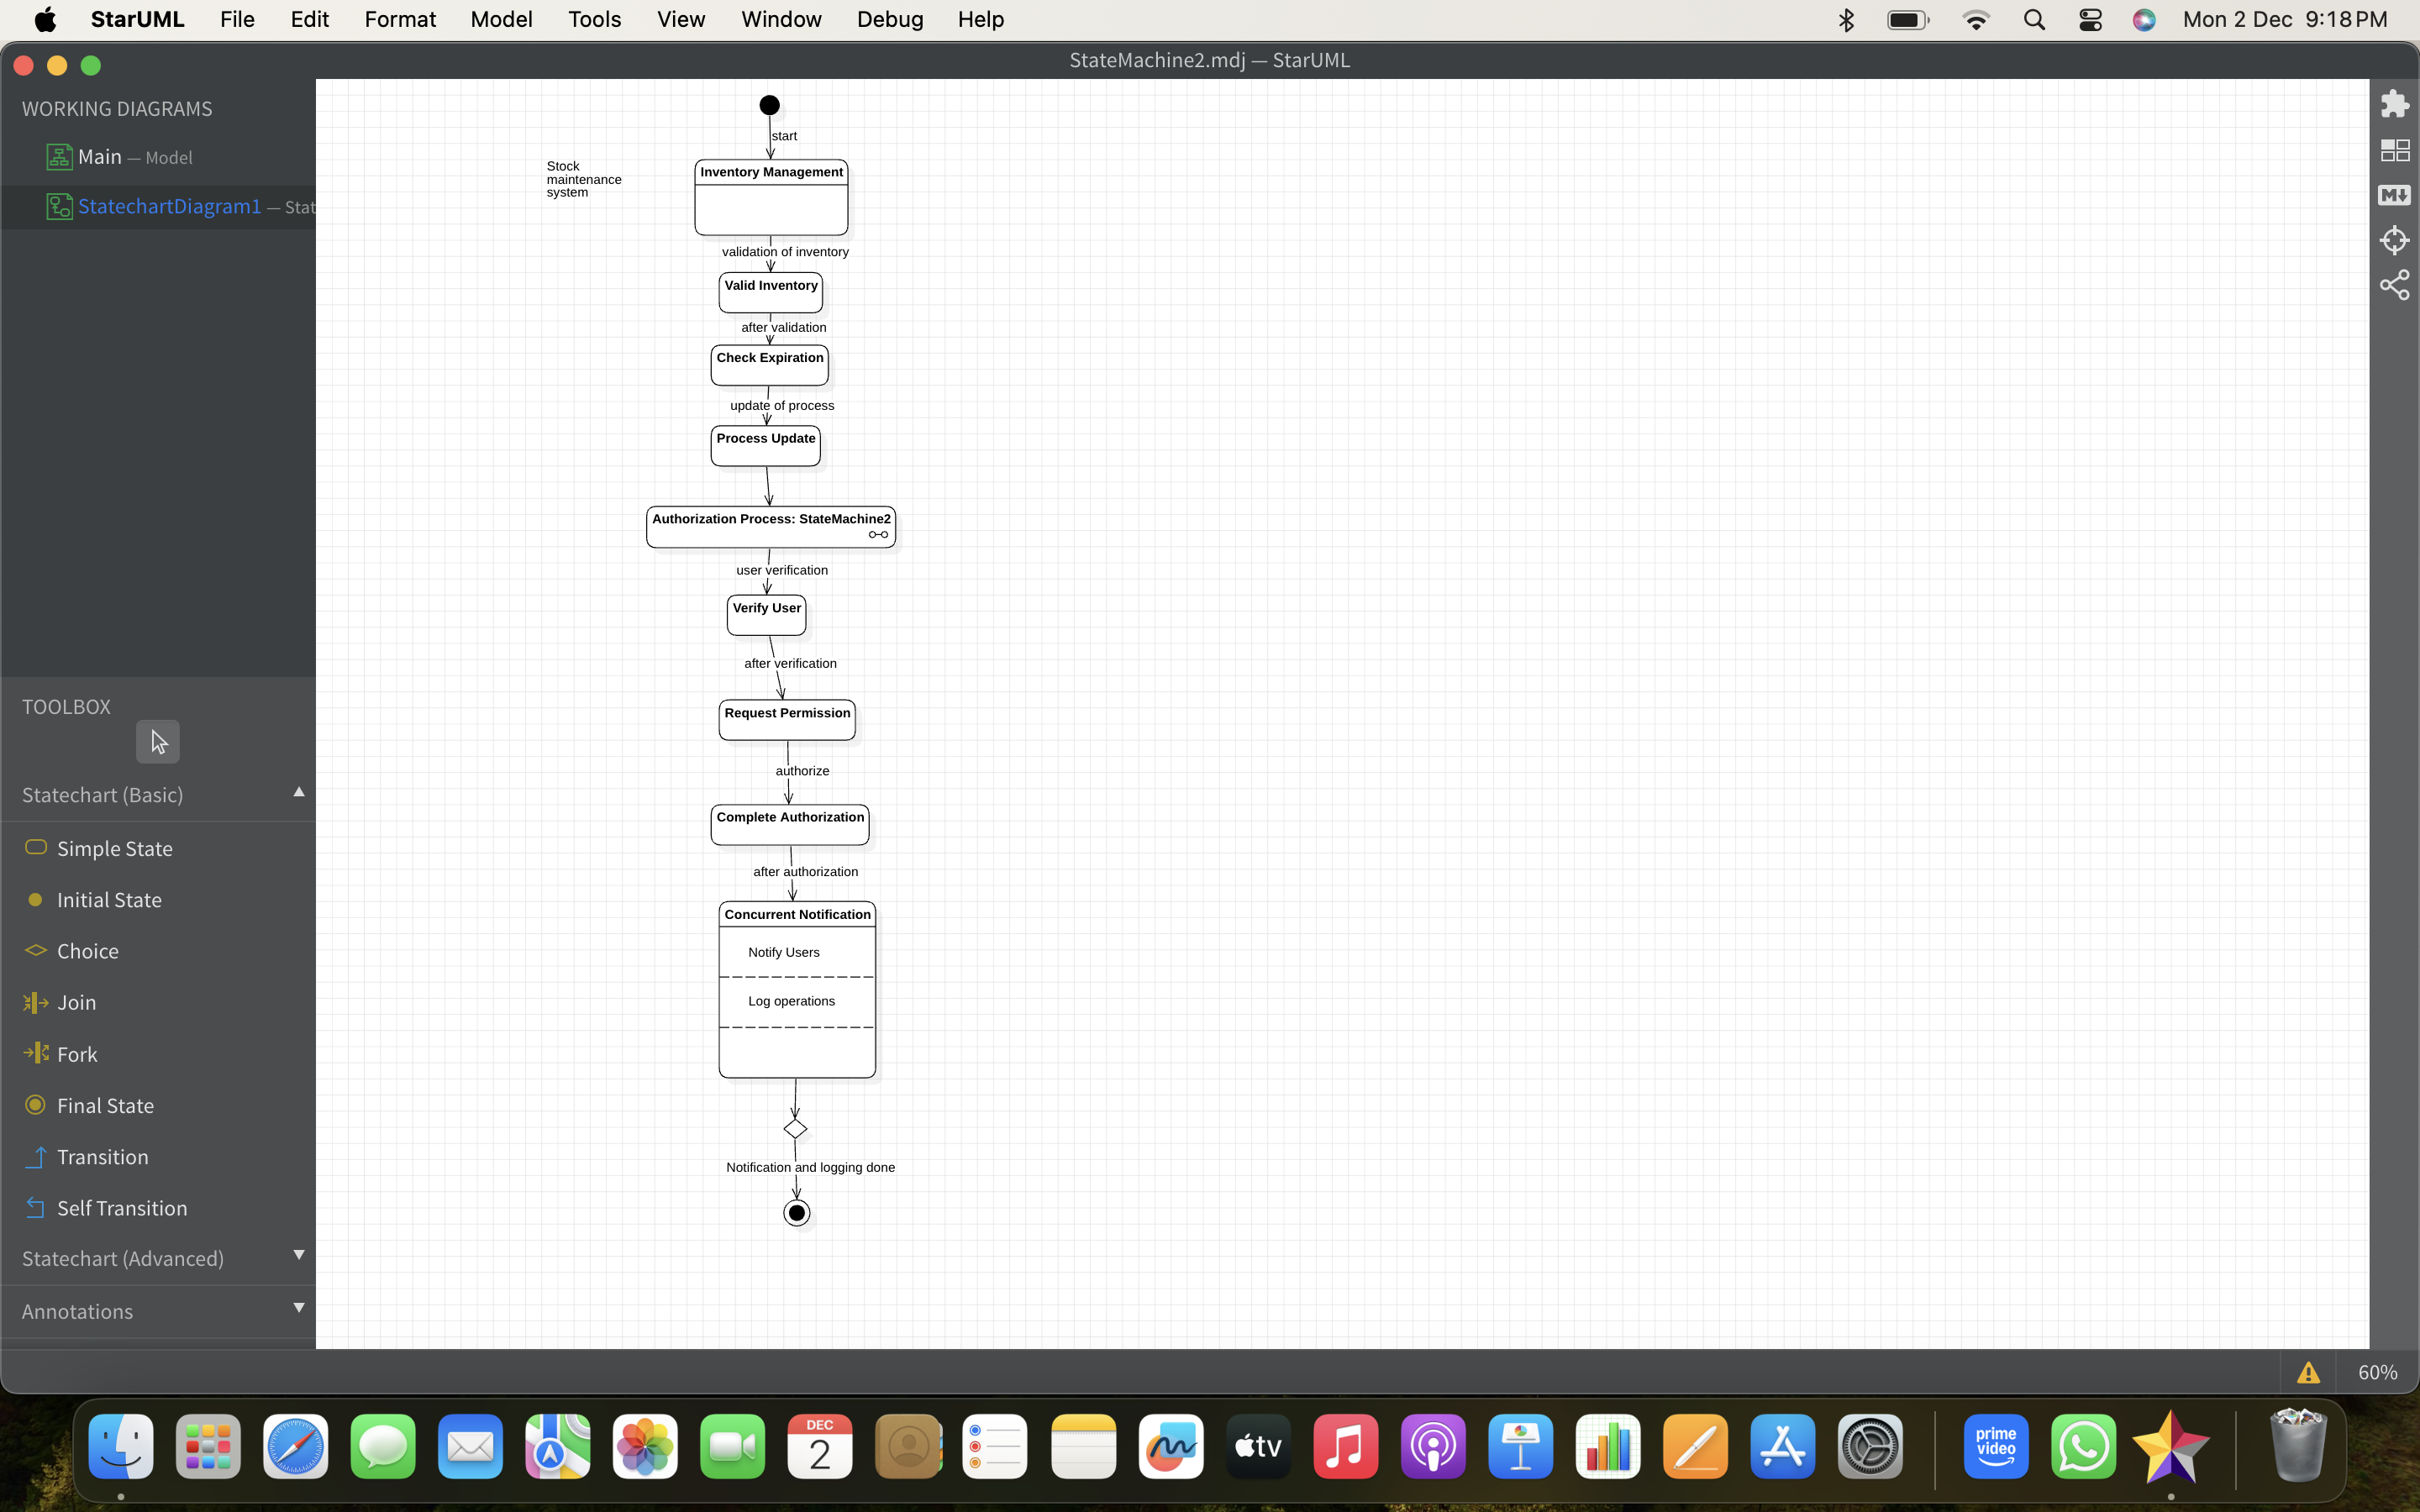 StarUML File Edit Format Model Tools View Window Debug Help Mon 2 Dec 9:18 PM
StateMachine2.mdj — StarUML
WORKING DIAGRAMS
Main — Model
StatechartDiagram1 — Stat
TOOLBOX
Statechart (Basic)
Simple State
Initial State
Choice
Join
Fork
Final State
Transition
Self Transition
Statechart (Advanced)
Annotations
Stock
maintenance
system
start
Inventory Management
validation of inventory
Valid Inventory
after validation
Check Expiration
update of process
Process Update
Authorization Process: StateMachine2
user verification
Verify User
after verification
Request Permission
authorize
Complete Authorization
after authorization
Concurrent Notification
Notify Users
Log operations
Notification and logging done
M
60%
DEC
2
tv
prime
video